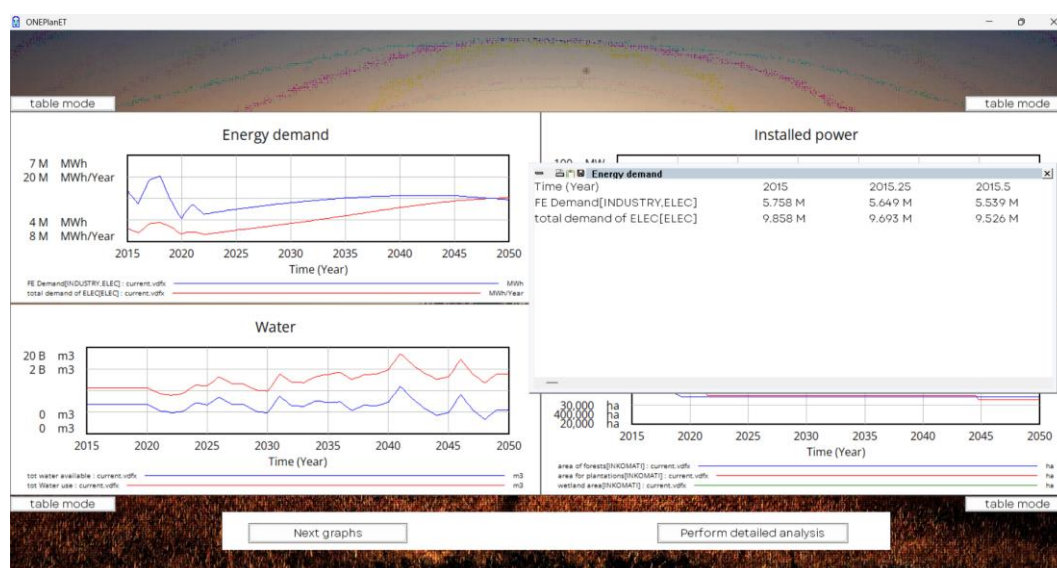 ONEPlanET
table mode
table mode
Energy demand
7 M MWh
20 M MWh/Year
4 M MWh
8 M MWh/Year
2015 2020 2025 2030 2035 2040 2045 2050
Time (Year)
FE Demand[INDUSTRY,ELEC] : current.vdfx MWh
total demand of ELEC[ELEC] : current.vdfx MWh/Year
Installed power
100 MW
Energy demand
Time (Year) 2015 2015.25 2015.5
FE Demand[INDUSTRY,ELEC] 5.758 M 5.649 M 5.539 M
total demand of ELEC[ELEC] 9.858 M 9.693 M 9.526 M
Water
20 B m3
2 B m3
0 m3
0 m3
2015 2020 2025 2030 2035 2040 2045 2050
Time (Year)
tot water available : current.vdfx m3
tot Water use : current.vdfx m3
30,000 ha
400,000 ha
20,000 ha
2015 2020 2025 2030 2035 2040 2045 2050
Time (Year)
area of forests[INKOMATI] : current.vdfx ha
area for plantations[INKOMATI] : current.vdfx ha
wetland area[INKOMATI] : current.vdfx ha
table mode
table mode
Next graphs
Perform detailed analysis